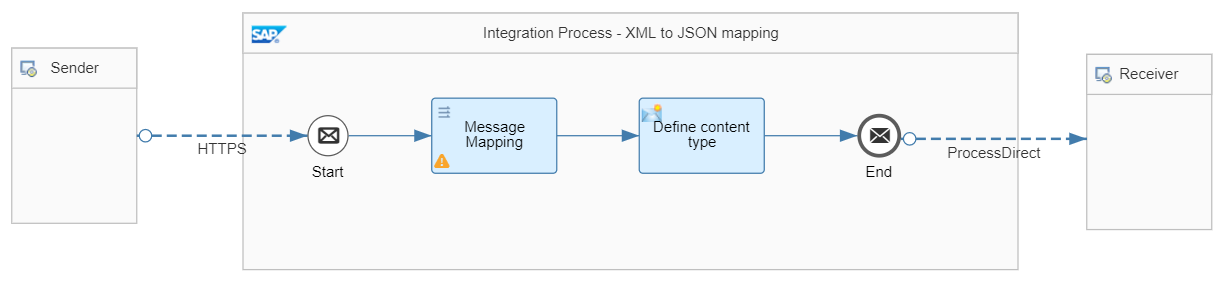 SAP
Integration Process - XML to JSON mapping
Sender
Receiver
HTTPS
Start
Message
Mapping
Define content
type
End
ProcessDirect